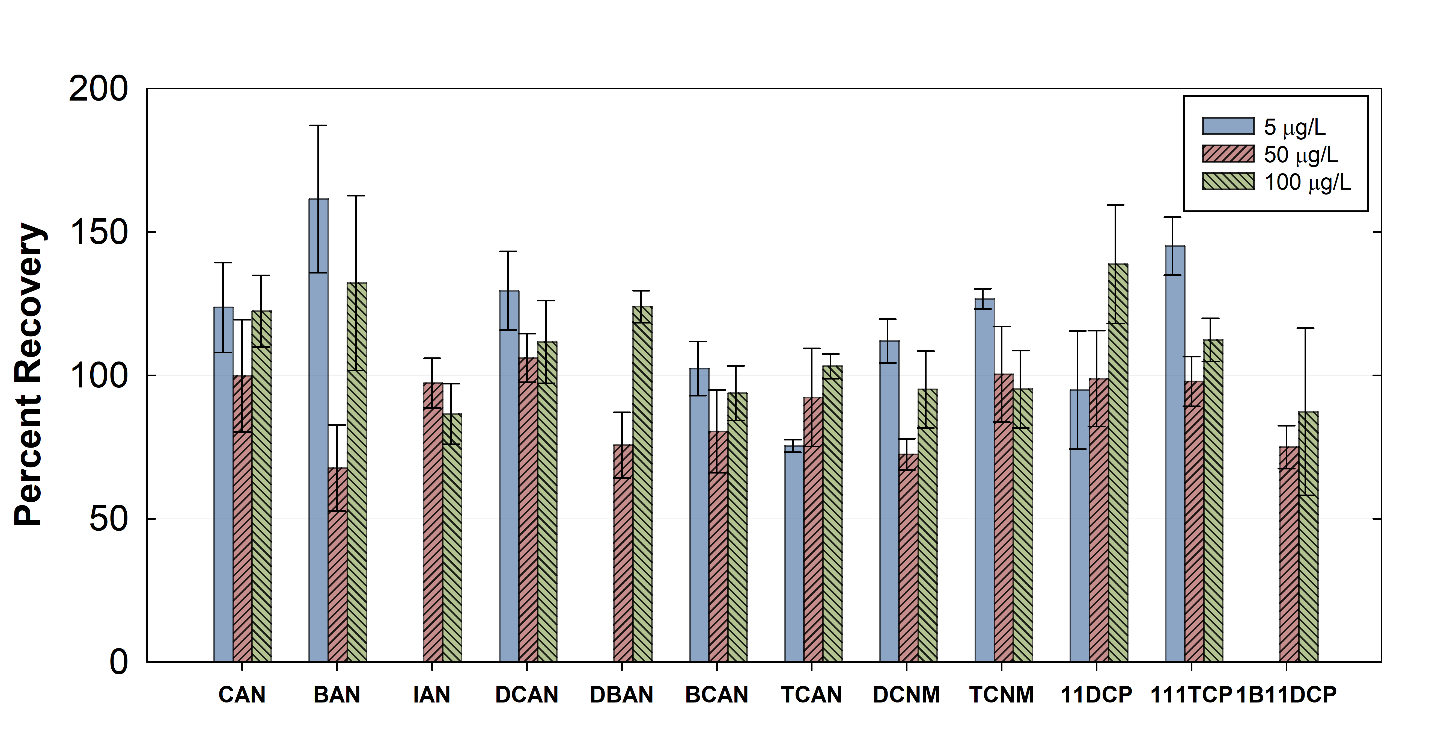 Percent Recovery
200
150
100
50
0
5 μg/L
50 μg/L
100 μg/L
CAN BAN IAN DCAN DBAN BCAN TCAN DCNM TCNM 11DCP 111TCP 1B11DCP